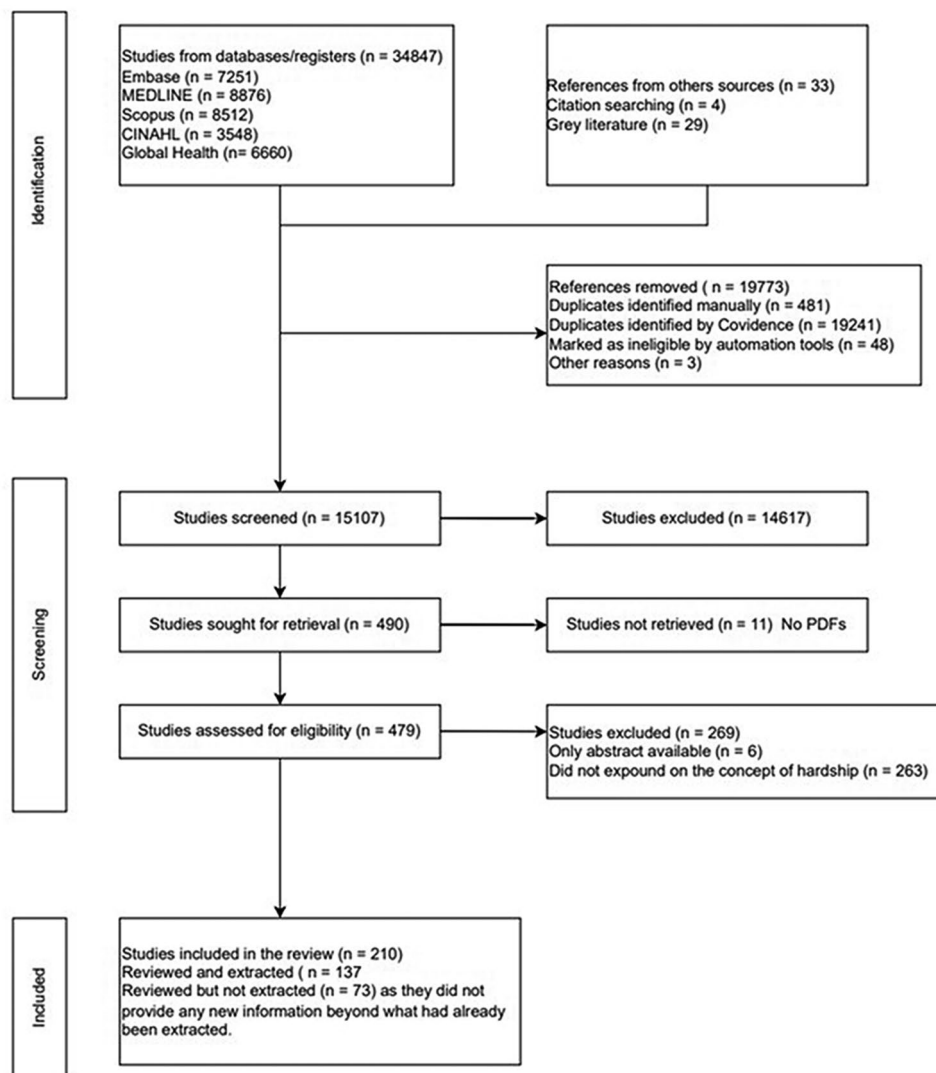 Identification
Studies from databases/registers (n = 34847)
Embase (n = 7251)
MEDLINE (n = 8876)
Scopus (n = 8512)
CINAHL (n = 3548)
Global Health (n= 6660)
References from others sources (n = 33)
Citation searching (n = 4)
Grey literature (n = 29)
References removed ( n = 19773)
Duplicates identified manually (n = 481)
Duplicates identified by Covidence (n = 19241)
Marked as ineligible by automation tools (n = 48)
Other reasons (n = 3)
Screening
Studies screened (n = 15107)
Studies excluded (n = 14617)
Studies sought for retrieval (n = 490)
Studies not retrieved (n = 11)  No PDFs
Studies assessed for eligibility (n = 479)
Studies excluded (n = 269)
Only abstract available (n = 6)
Did not expound on the concept of hardship (n = 263)
Included
Studies included in the review (n = 210)
Reviewed and extracted ( n = 137
Reviewed but not extracted (n = 73) as they did not
provide any new information beyond what had already
been extracted.